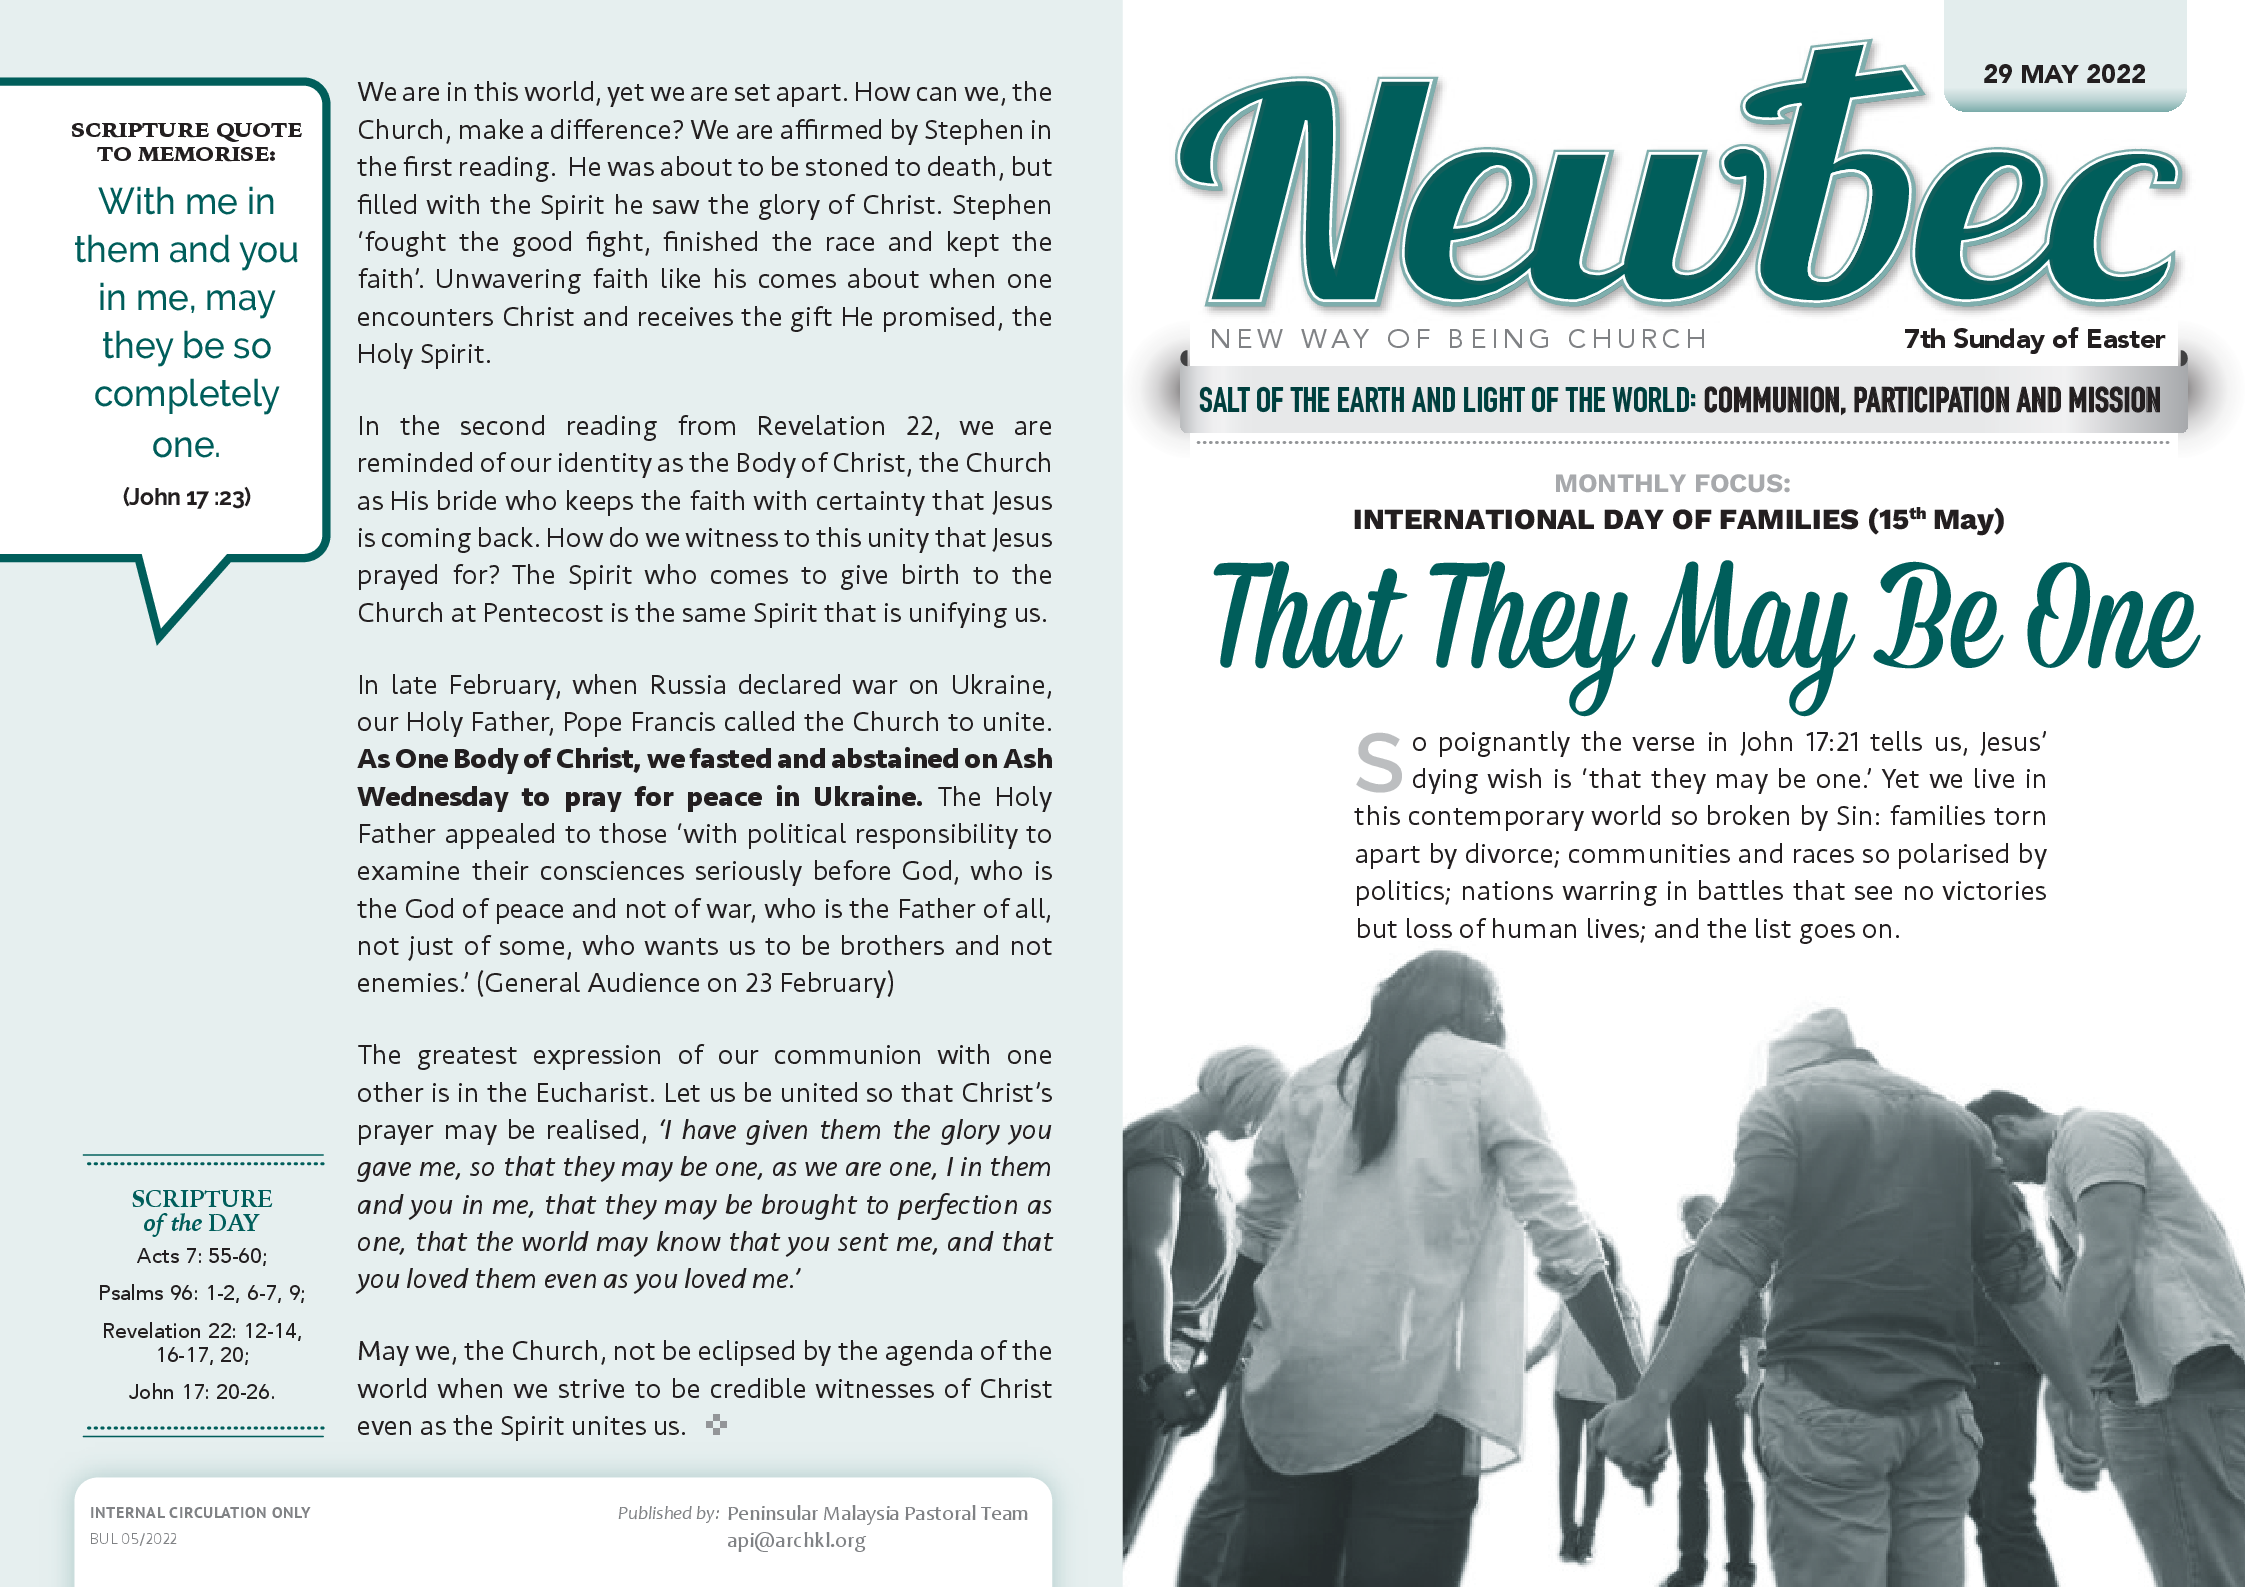 29 MAY 2022
Newbec
NEW WAY OF BEING CHURCH
7th Sunday of Easter
SALT OF THE EARTH AND LIGHT OF THE WORLD: COMMUNION, PARTICIPATION AND MISSION
MONTHLY FOCUS:
INTERNATIONAL DAY OF FAMILIES (15th May)
That They May Be One
So poignantly the verse in John 17:21 tells us, Jesus’
dying wish is ‘that they may be one.’ Yet we live in
this contemporary world so broken by Sin: families torn
apart by divorce; communities and races so polarised by
politics; nations warring in battles that see no victories
but loss of human lives; and the list goes on.
We are in this world, yet we are set apart. How can we, the
Church, make a difference? We are affirmed by Stephen in
the first reading. He was about to be stoned to death, but
filled with the Spirit he saw the glory of Christ. Stephen
‘fought the good fight, finished the race and kept the
faith’. Unwavering faith like his comes about when one
encounters Christ and receives the gift He promised, the
Holy Spirit.
In the second reading from Revelation 22, we are
reminded of our identity as the Body of Christ, the Church
as His bride who keeps the faith with certainty that Jesus
is coming back. How do we witness to this unity that Jesus
prayed for? The Spirit who comes to give birth to the
Church at Pentecost is the same Spirit that is unifying us.
In late February, when Russia declared war on Ukraine,
our Holy Father, Pope Francis called the Church to unite.
As One Body of Christ, we fasted and abstained on Ash
Wednesday to pray for peace in Ukraine. The Holy
Father appealed to those ‘with political responsibility to
examine their consciences seriously before God, who is
the God of peace and not of war, who is the Father of all,
not just of some, who wants us to be brothers and not
enemies.’ (General Audience on 23 February)
The greatest expression of our communion with one
other is in the Eucharist. Let us be united so that Christ’s
prayer may be realised, ‘I have given them the glory you
gave me, so that they may be one, as we are one, I in them
and you in me, that they may be brought to perfection as
one, that the world may know that you sent me, and that
you loved them even as you loved me.’
May we, the Church, not be eclipsed by the agenda of the
world when we strive to be credible witnesses of Christ
even as the Spirit unites us.
SCRIPTURE QUOTE
TO MEMORISE:
With me in
them and you
in me, may
they be so
completely
one.
(John 17 :23)
SCRIPTURE
of the DAY
Acts 7: 55-60;
Psalms 96: 1-2, 6-7, 9;
Revelation 22: 12-14,
16-17, 20;
John 17: 20-26.
INTERNAL CIRCULATION ONLY
BUL 05/2022
Published by: Peninsular Malaysia Pastoral Team
api@archkl.org